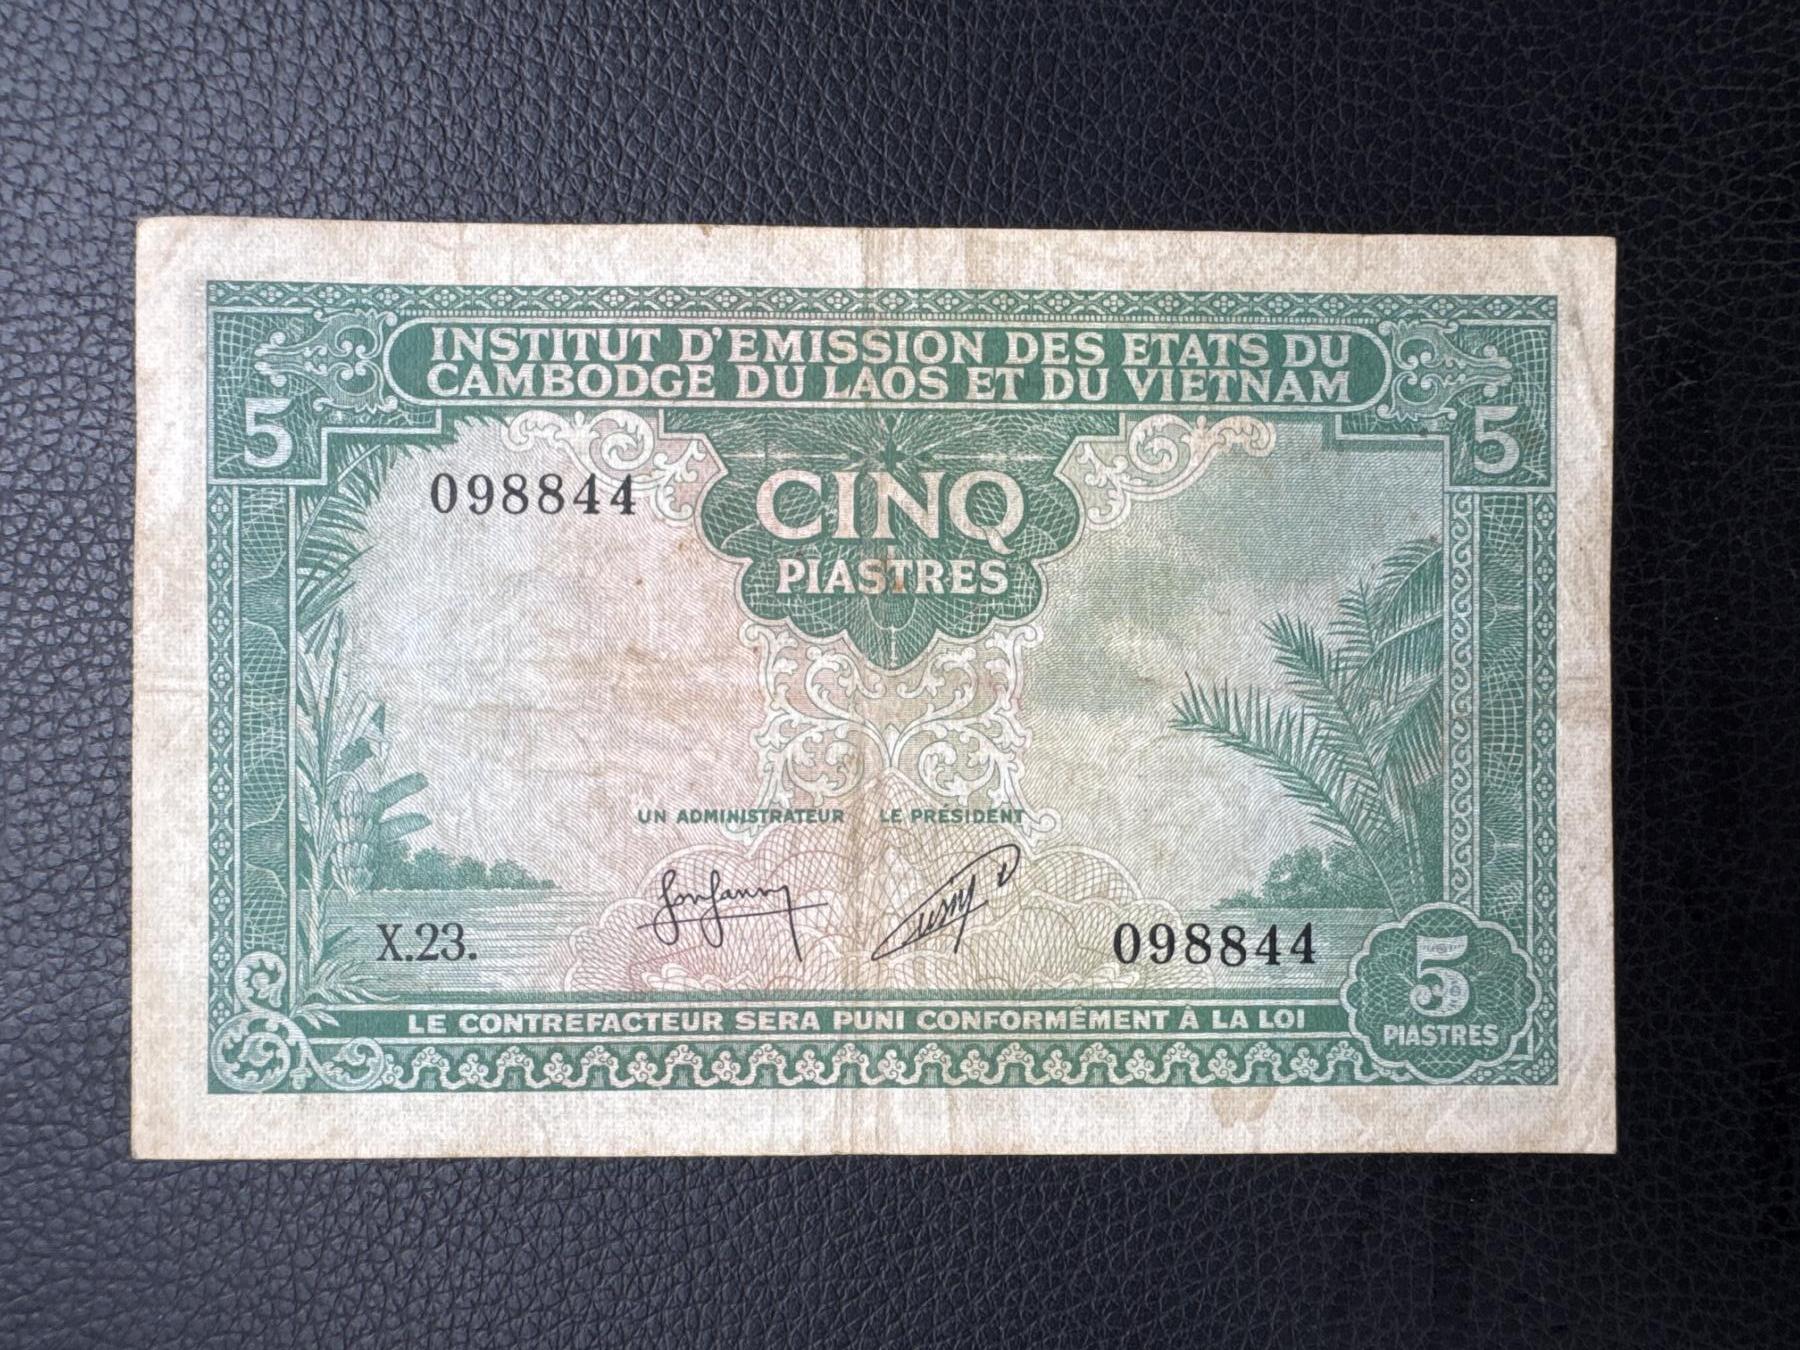 INSTITUT D'EMISSION DES ETATS DU
CAMBODGE DU LAOS ET DU VIETNAM
5
5
098844
CINQ
PIASTRES
UN ADMINISTRATEUR LE PRÉSIDENT
X.23.
098844
5
PIASTRES
LE CONTREFACTEUR SERA PUNI CONFORMÉMENT À LA LOI